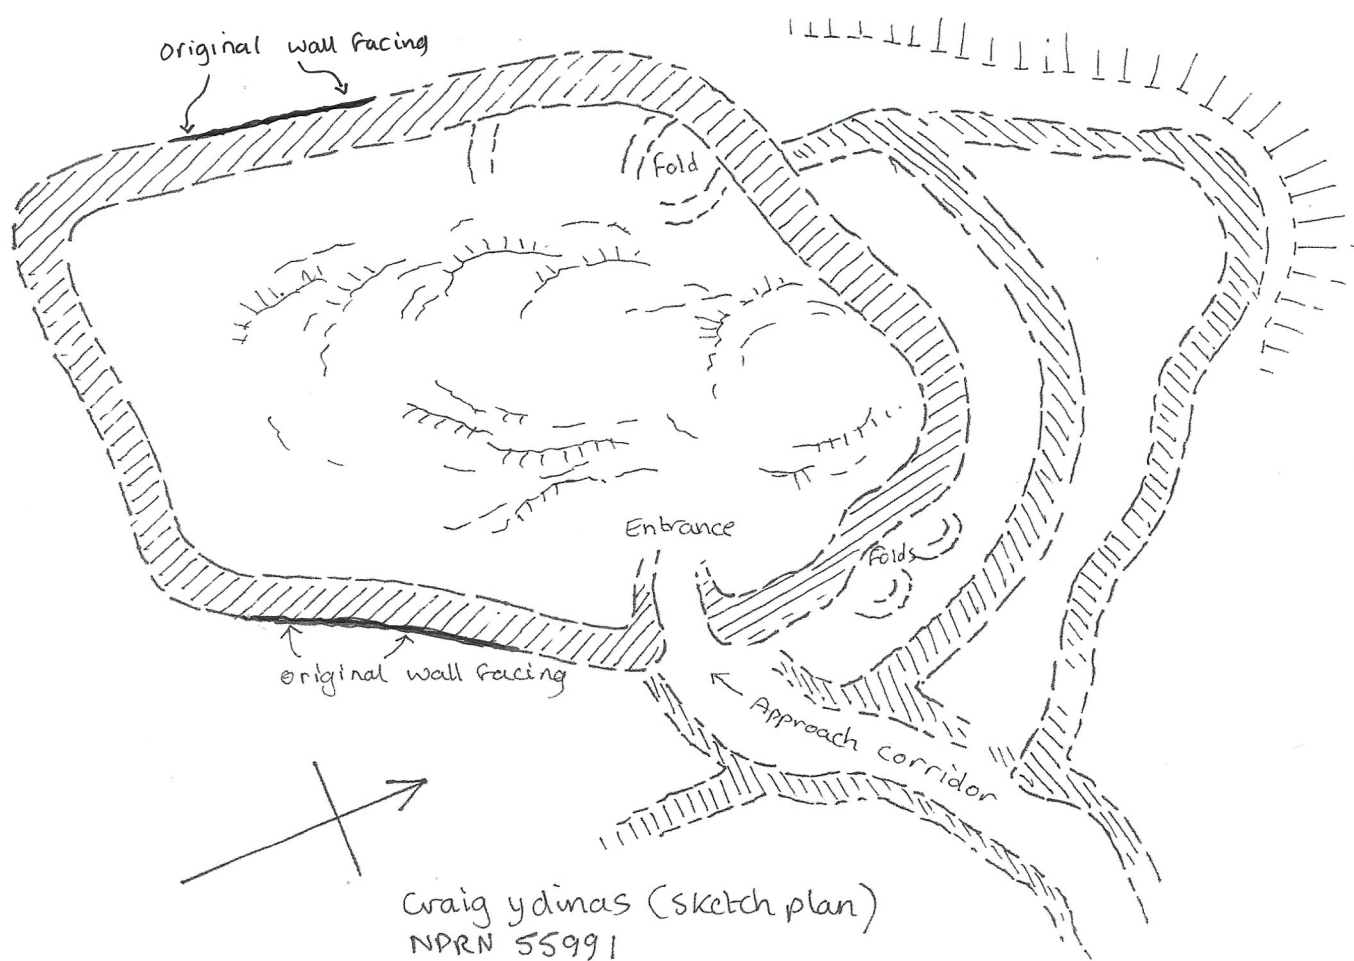 original wall facing
Fold
Entrance
Folds
original wall facing
Approach corridor
Craig y dinas (sketch plan)
NPRN 55991